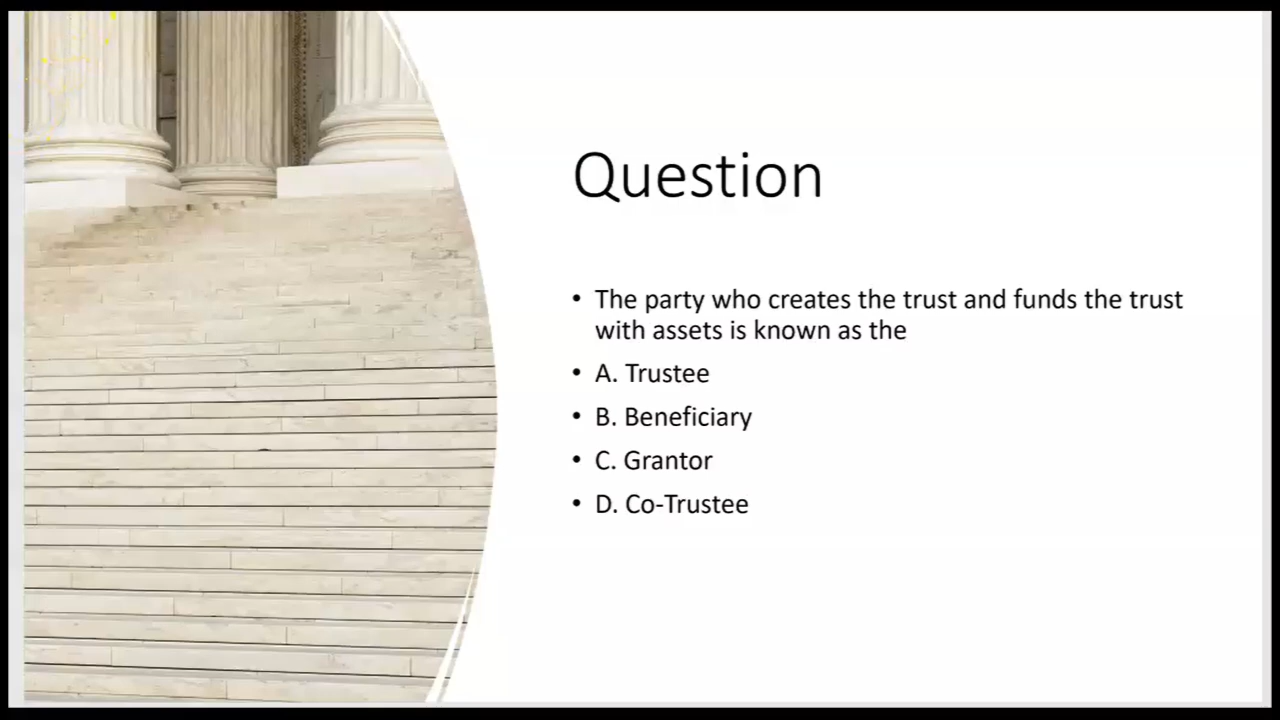 Question
• The party who creates the trust and funds the trust
with assets is known as the
• A. Trustee
• B. Beneficiary
• C. Grantor
• D. Co-Trustee